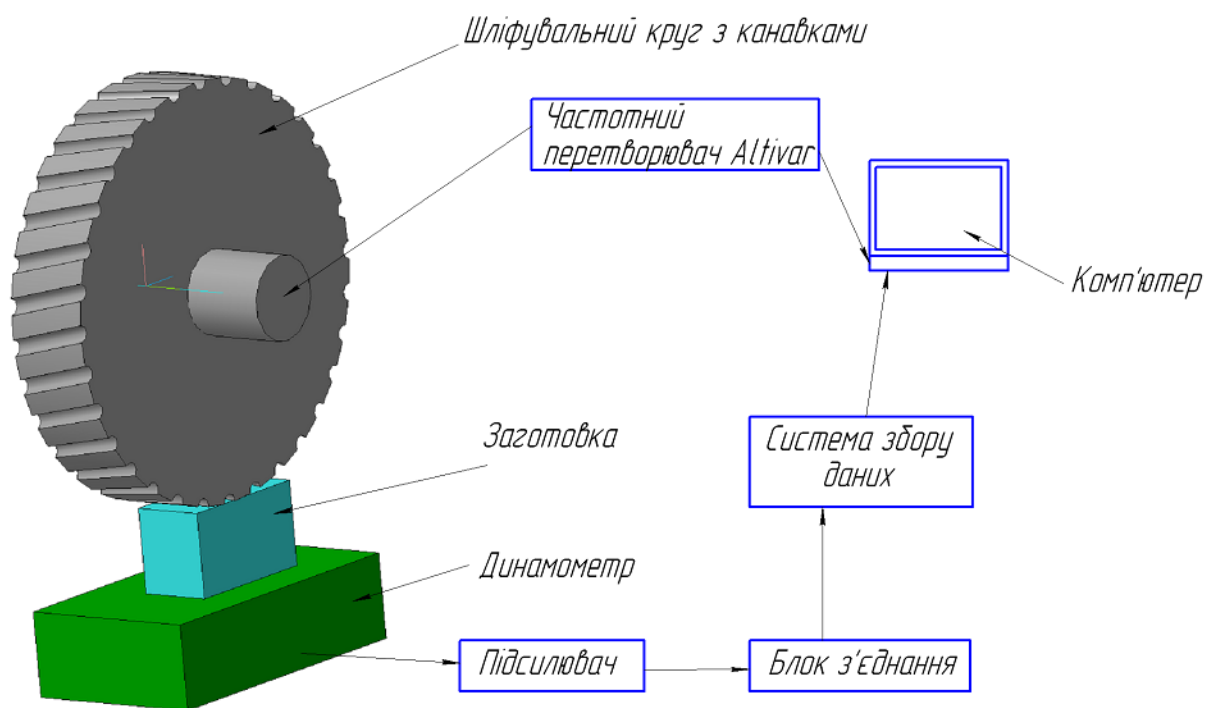 Шліфувальний круг з канавками
Частотний
перетворювач Altivar
Комп'ютер
Заготовка
Система збору
даних
Динамометр
Підсилювач
Блок з'єднання